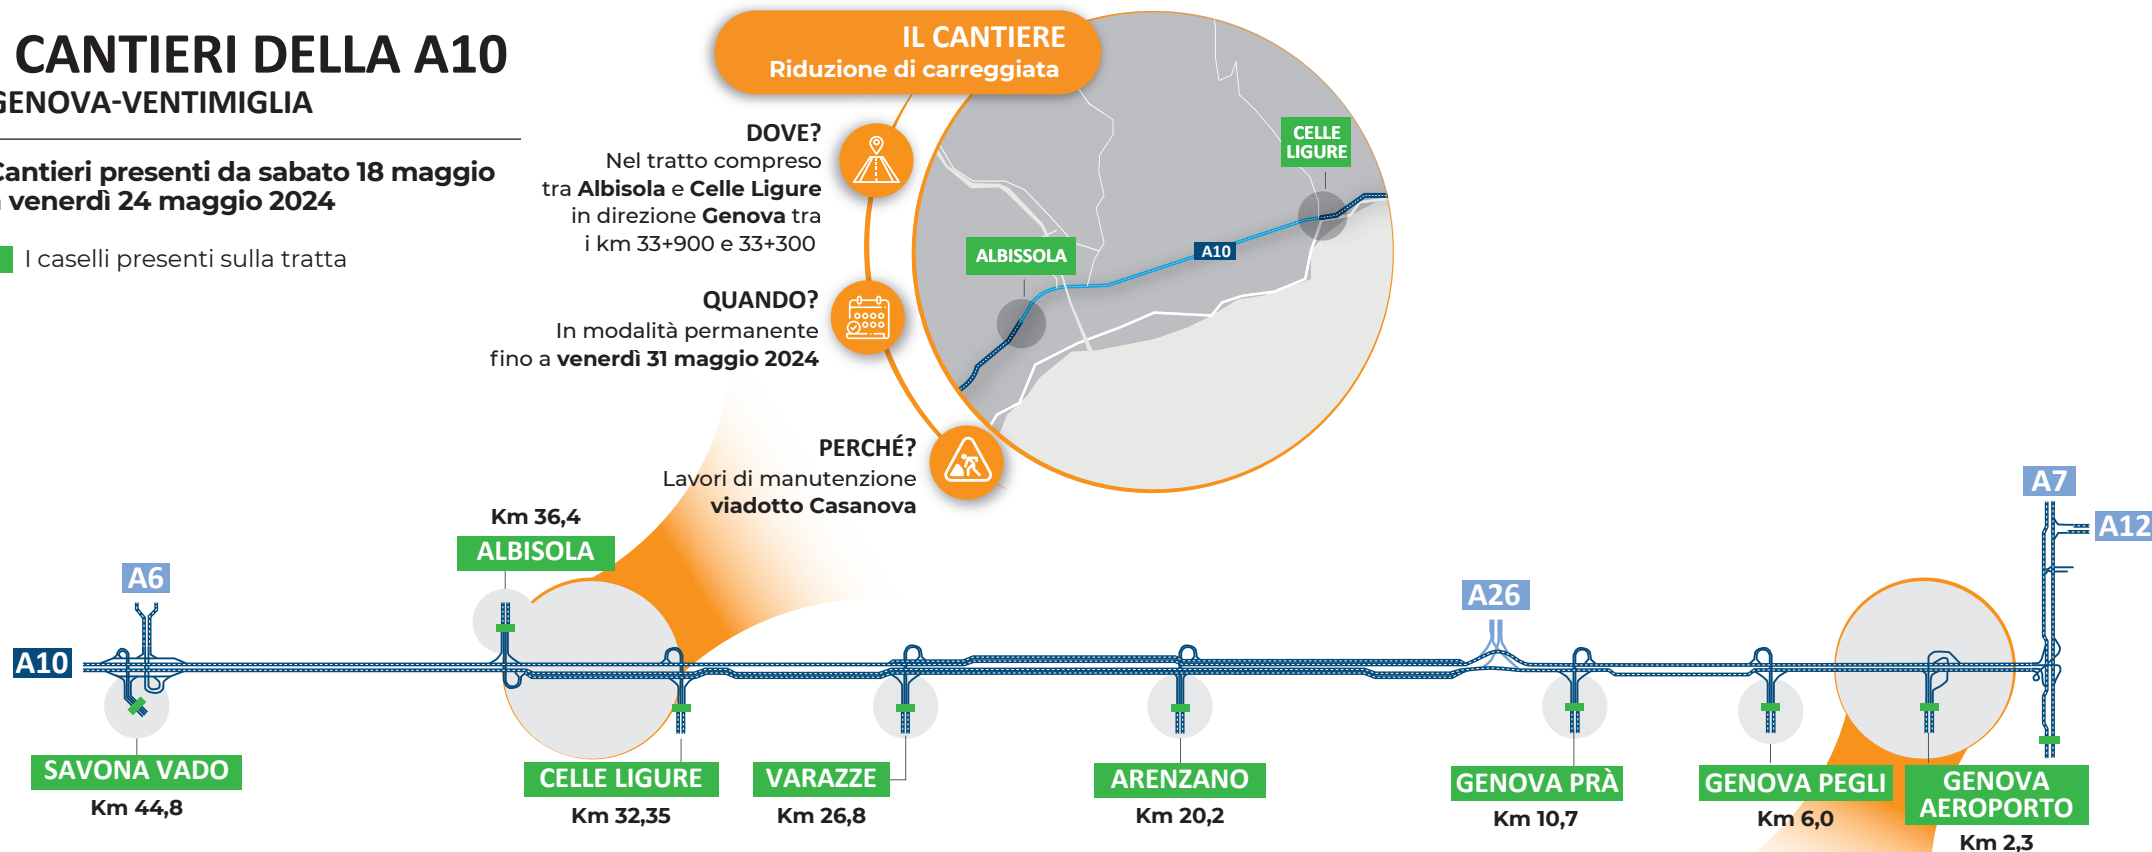 CANTIERI DELLA A10
GENOVA-VENTIMIGLIA
Cantieri presenti da sabato 18 maggio
a venerdì 24 maggio 2024
I caselli presenti sulla tratta
IL CANTIERE
Riduzione di carreggiata
DOVE?
Nel tratto compreso
tra Albisola e Celle Ligure
in direzione Genova tra
i km 33+900 e 33+300
QUANDO?
In modalità permanente
fino a venerdì 31 maggio 2024
PERCHÉ?
Lavori di manutenzione
viadotto Casanova
CELLE
LIGURE
A10
ALBISSOLA
A7
A12
Km 36,4
ALBISOLA
A6
A26
A10
SAVONA VADO
Km 44,8
CELLE LIGURE
Km 32,35
VARAZZE
Km 26,8
ARENZANO
Km 20,2
GENOVA PRÀ
Km 10,7
GENOVA PEGLI
Km 6,0
GENOVA
AEROPORTO
Km 2,3